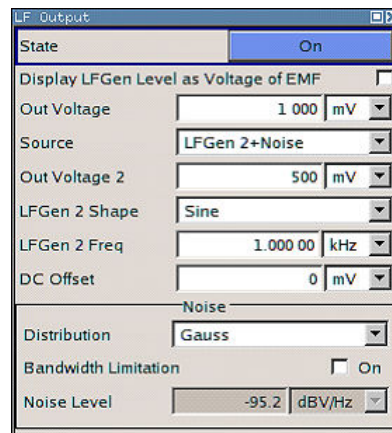 LF Output
State On
Display LFGen Level as Voltage of EMF
Out Voltage 1 000 mV
Source LFGen 2+Noise
Out Voltage 2 500 mV
LFGen 2 Shape Sine
LFGen 2 Freq 1.000 00 kHz
DC Offset 0 mV
Noise
Distribution Gauss
Bandwidth Limitation On
Noise Level -95.2 dBV/Hz